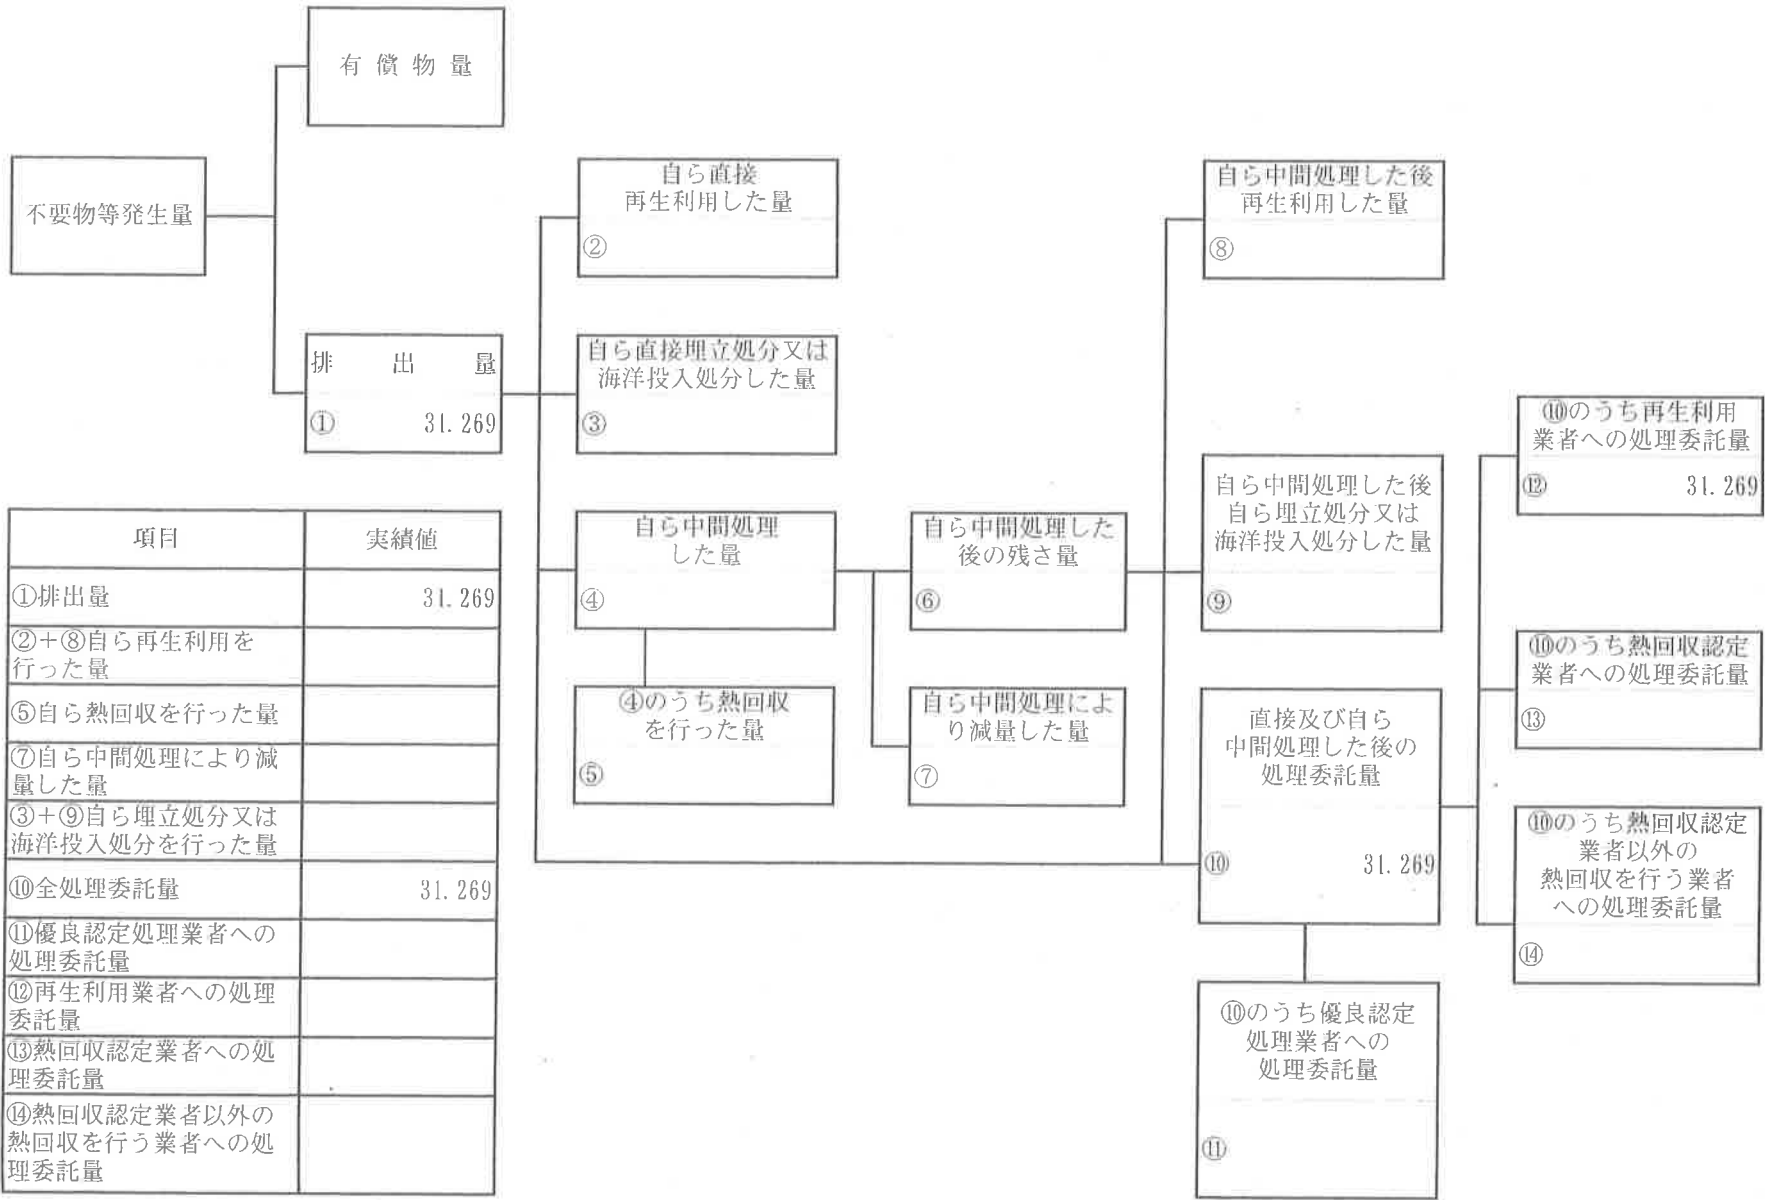 有償物量
不要物等発生量
排出量
① 31.269
自ら直接
再生利用した量
②
自ら直接埋立処分又は
海洋投入処分した量
③
自ら中間処理
した量
④
④のうち熱回収
を行った量
⑤
自ら中間処理した
後の残さ量
⑥
自ら中間処理によ
り減量した量
⑦
自ら中間処理した後
再生利用した量
⑧
自ら中間処理した後
自ら埋立処分又は
海洋投入処分した量
⑨
直接及び自ら
中間処理した後の
処理委託量
⑩ 31.269
⑩のうち優良認定
処理業者への
処理委託量
⑪
⑩のうち再生利用
業者への処理委託量
⑫ 31.269
⑩のうち熱回収認定
業者への処理委託量
⑬
⑩のうち熱回収認定
業者以外の
熱回収を行う業者
への処理委託量
⑭
項目 実績値
①排出量 31.269
②+⑧自ら再生利用を
行った量
⑤自ら熱回収を行った量
⑦自ら中間処理により減
量した量
③+⑨自ら埋立処分又は
海洋投入処分を行った量
⑩全処理委託量 31.269
⑪優良認定処理業者への
処理委託量
⑫再生利用業者への処理
委託量
⑬熱回収認定業者への処
理委託量
⑭熱回収認定業者以外の
熱回収を行う業者への処
理委託量